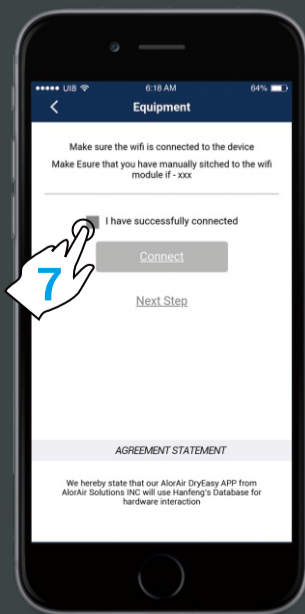 UI8 6:18 AM 64%
Equipment
Make sure the wifi is connected to the device
Make Esure that you have manually sitched to the wifi
module if - xxx
I have successfully connected
7
Connect
Next Step
AGREEMENT STATEMENT
We hereby state that our AlorAir DryEasy APP from
AlorAir Solutions INC will use Hanfeng's Database for
hardware interaction